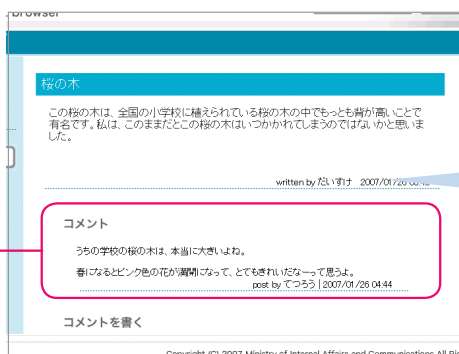 browser
桜の木
この桜の木は、全国の小学校に植えられている桜の木の中でもっとも背が高いことで
有名です。私は、このままだとこの桜の木はいつかかれてしまうのではないかと思いま
した。
written by だいすけ 2007/01/26
コメント
うちの学校の桜の木は、本当に大きいよね。
春になるとピンク色の花が満開になって、とてもきれいだなーって思うよ。
post by てつろう | 2007/01/26 04:44
コメントを書く
Copyright (C) 2007 Ministry of Internal Affairs and Communications All